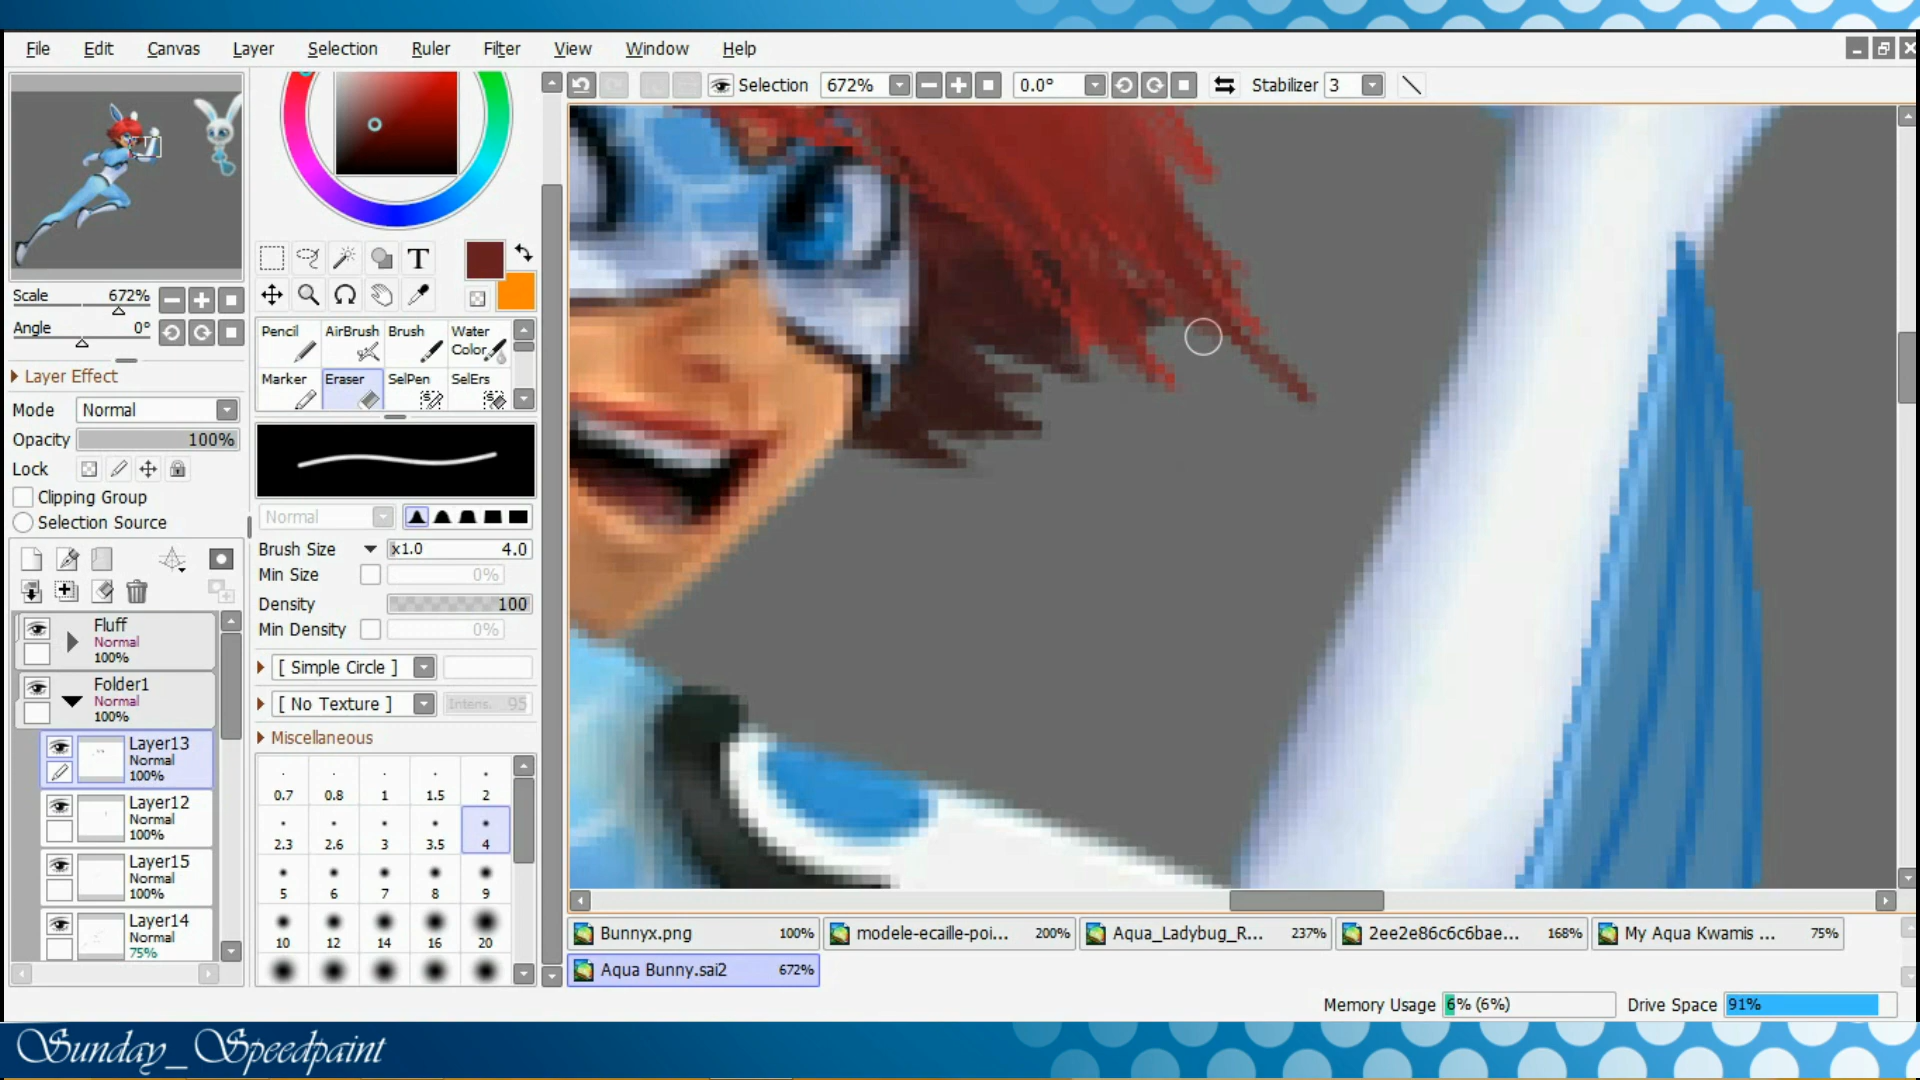 File Edit Canvas Layer Selection Ruler Filter View Window Help
Selection 672% 0.0° Stabilizer 3
Scale 672%
Angle 0°
Layer Effect
Mode Normal
Opacity 100%
Lock
Clipping Group
Selection Source
Fluff
Normal
100%
Folder1
Normal
100%
Layer13
Normal
100%
Layer12
Normal
100%
Layer15
Normal
100%
Layer14
Normal
75%
T
Pencil AirBrush Brush Water Color
Marker Eraser SelPen SelErs
Normal
Brush Size x1.0 4.0
Min Size 0%
Density 100
Min Density 0%
[ Simple Circle ]
[ No Texture ] Intens. 95
Miscellaneous
0.7 0.8 1 1.5 2
2.3 2.6 3 3.5 4
5 6 7 8 9
10 12 14 16 20
Bunnyx.png 100% modele-ecaille-poi... 200% Aqua_Ladybug_R... 237% 2ee2e86c6c6bae... 168% My Aqua Kwamis ... 75%
Aqua Bunny.sai2 672%
Memory Usage 6% (6%) Drive Space 91%
Sunday_Speedpaint